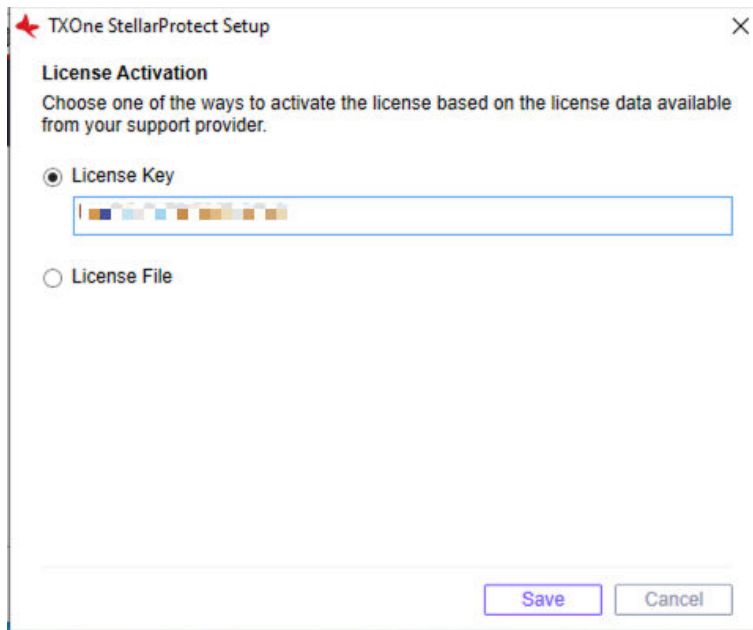 TXOne StellarProtect Setup
License Activation
Choose one of the ways to activate the license based on the license data available
from your support provider.
License Key
License File
Save
Cancel